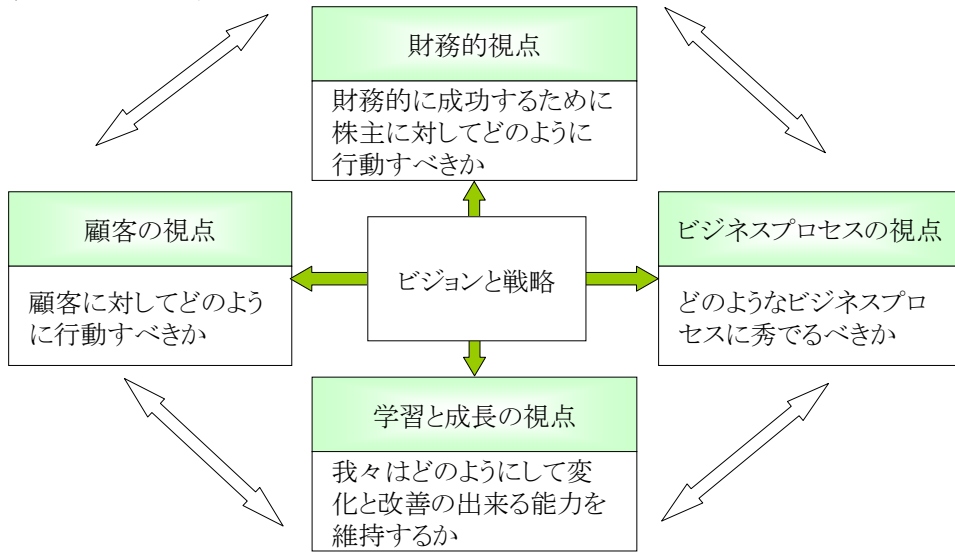 財務的視点
財務的に成功するために
株主に対してどのように
行動すべきか
顧客の視点
顧客に対してどのよう
に行動すべきか
ビジョンと戦略
ビジネスプロセスの視点
どのようなビジネスプロ
セスに秀でるべきか
学習と成長の視点
我々はどのようにして変
化と改善の出来る能力を
維持するか